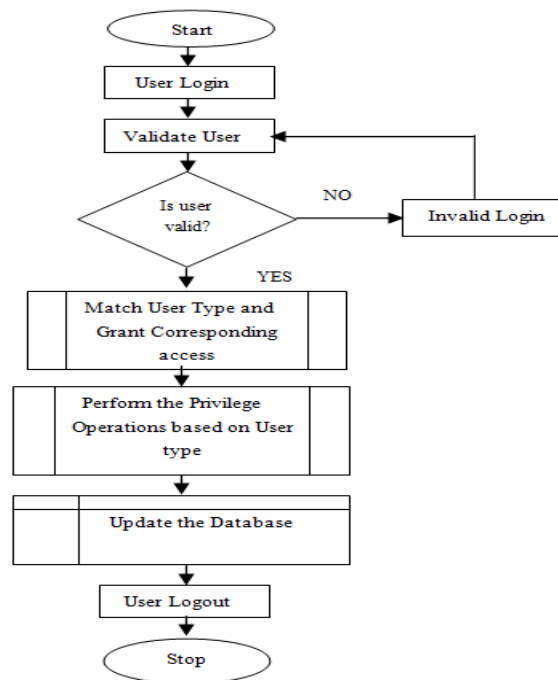 Start
User Login
Validate User
Is user
valid?
NO
Invalid Login
YES
Match User Type and
Grant Corresponding
access
Perform the Privilege
Operations based on User
type
Update the Database
User Logout
Stop